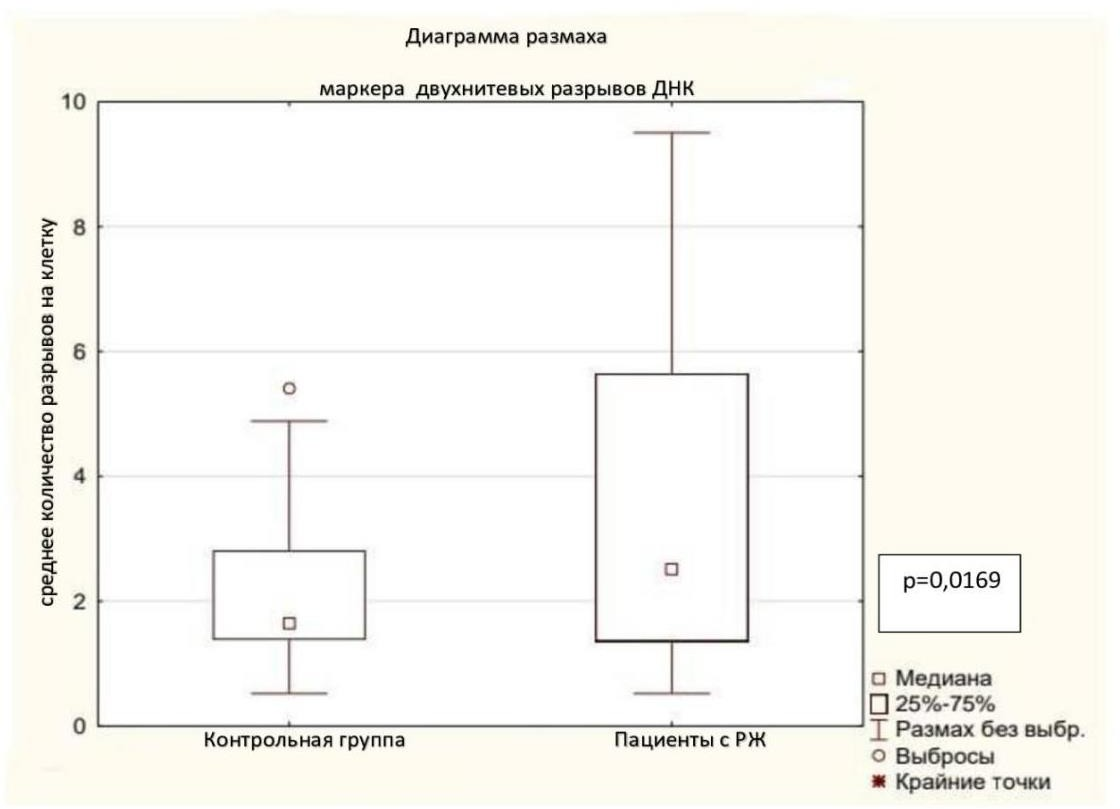 Диаграмма размаха
маркера двухнитевых разрывов ДНК
среднее количество разрывов на клетку
10
8
6
4
2
0
Контрольная группа
Пациенты с РЖ
p=0,0169
Медиана
25%-75%
Размах без выбр.
Выбросы
Крайние точки